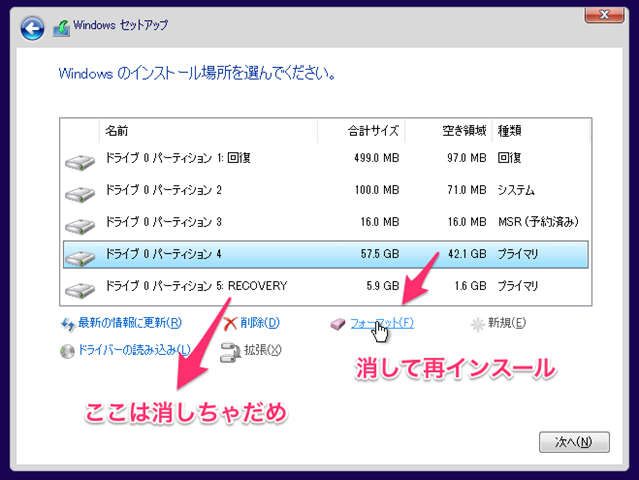 Windows セットアップ
Windows のインストール場所を選んでください。
名前 合計サイズ 空き領域 種類
ドライブ 0 パーティション 1: 回復 499.0 MB 97.0 MB 回復
ドライブ 0 パーティション 2 100.0 MB 71.0 MB システム
ドライブ 0 パーティション 3 16.0 MB 16.0 MB MSR (予約済み)
ドライブ 0 パーティション 4 57.5 GB 42.1 GB プライマリ
ドライブ 0 パーティション 5: RECOVERY 5.9 GB 1.6 GB プライマリ
最新の情報に更新(R) 削除(D) フォーマット(F) 新規(E)
ドライバーの読み込み(L) 拡張(X)
消して再インスール
ここは消しちゃだめ
次へ(N)